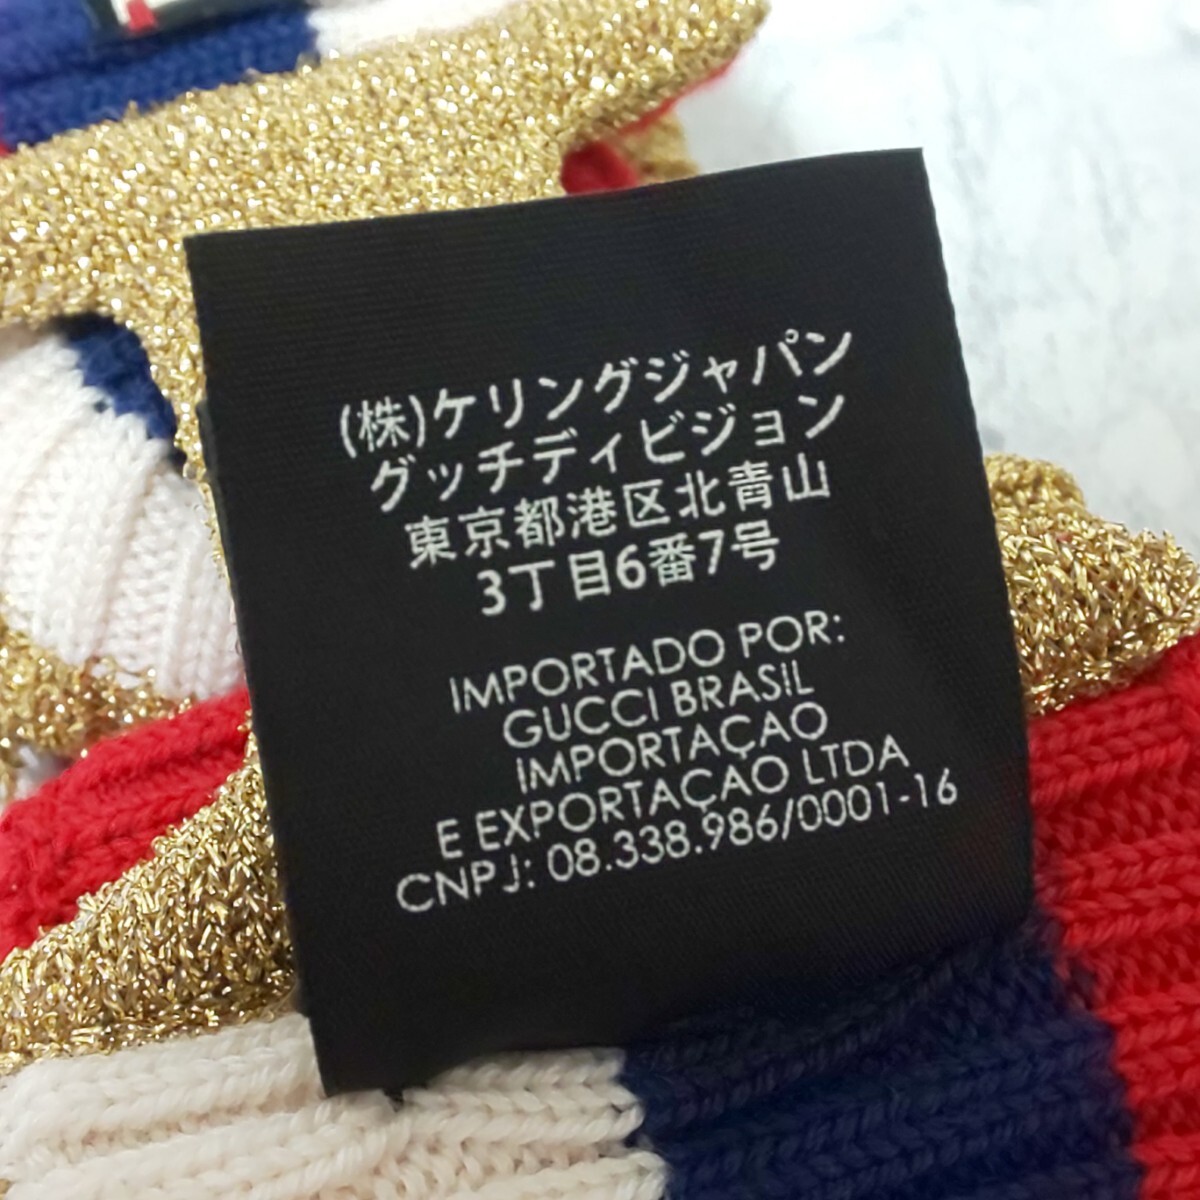 (株)ケリングジャパン
グッチディビジョン
東京都港区北青山
3丁目6番7号
IMPORTADO POR:
GUCCI BRASIL
IMPORTAÇAO
E EXPORTAÇAO LTDA
CNPJ: 08.338.986/0001-16